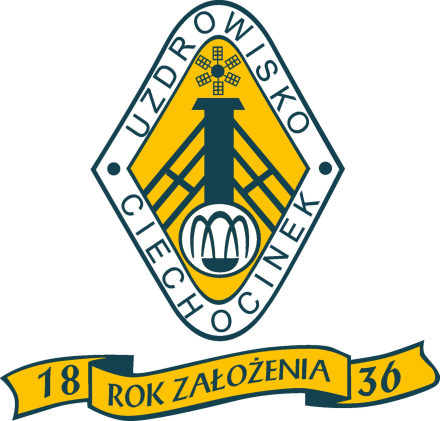 UZDROWISKO
CIECHOCINEK
18 ROK ZAŁOŻENIA 36